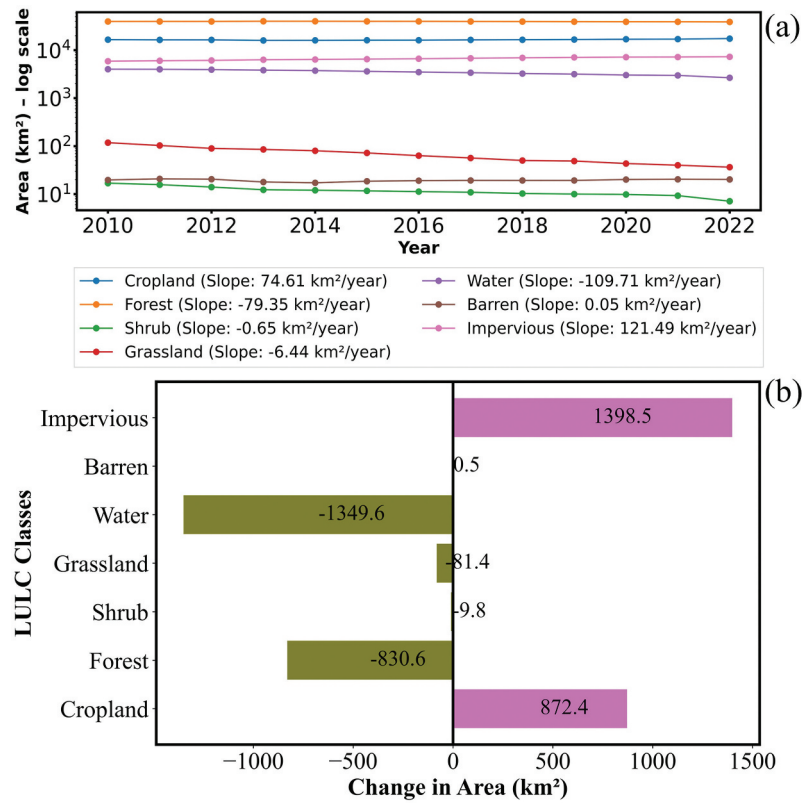 (a)
Area (km²) – log scale
10⁴
10³
10²
10¹
2010 2012 2014 2016 2018 2020 2022
Year
Cropland (Slope: 74.61 km²/year)
Forest (Slope: -79.35 km²/year)
Shrub (Slope: -0.65 km²/year)
Grassland (Slope: -6.44 km²/year)
Water (Slope: -109.71 km²/year)
Barren (Slope: 0.05 km²/year)
Impervious (Slope: 121.49 km²/year)
(b)
LULC Classes
Impervious 1398.5
Barren 0.5
Water -1349.6
Grassland -81.4
Shrub -9.8
Forest -830.6
Cropland 872.4
−1000 −500 0 500 1000 1500
Change in Area (km²)